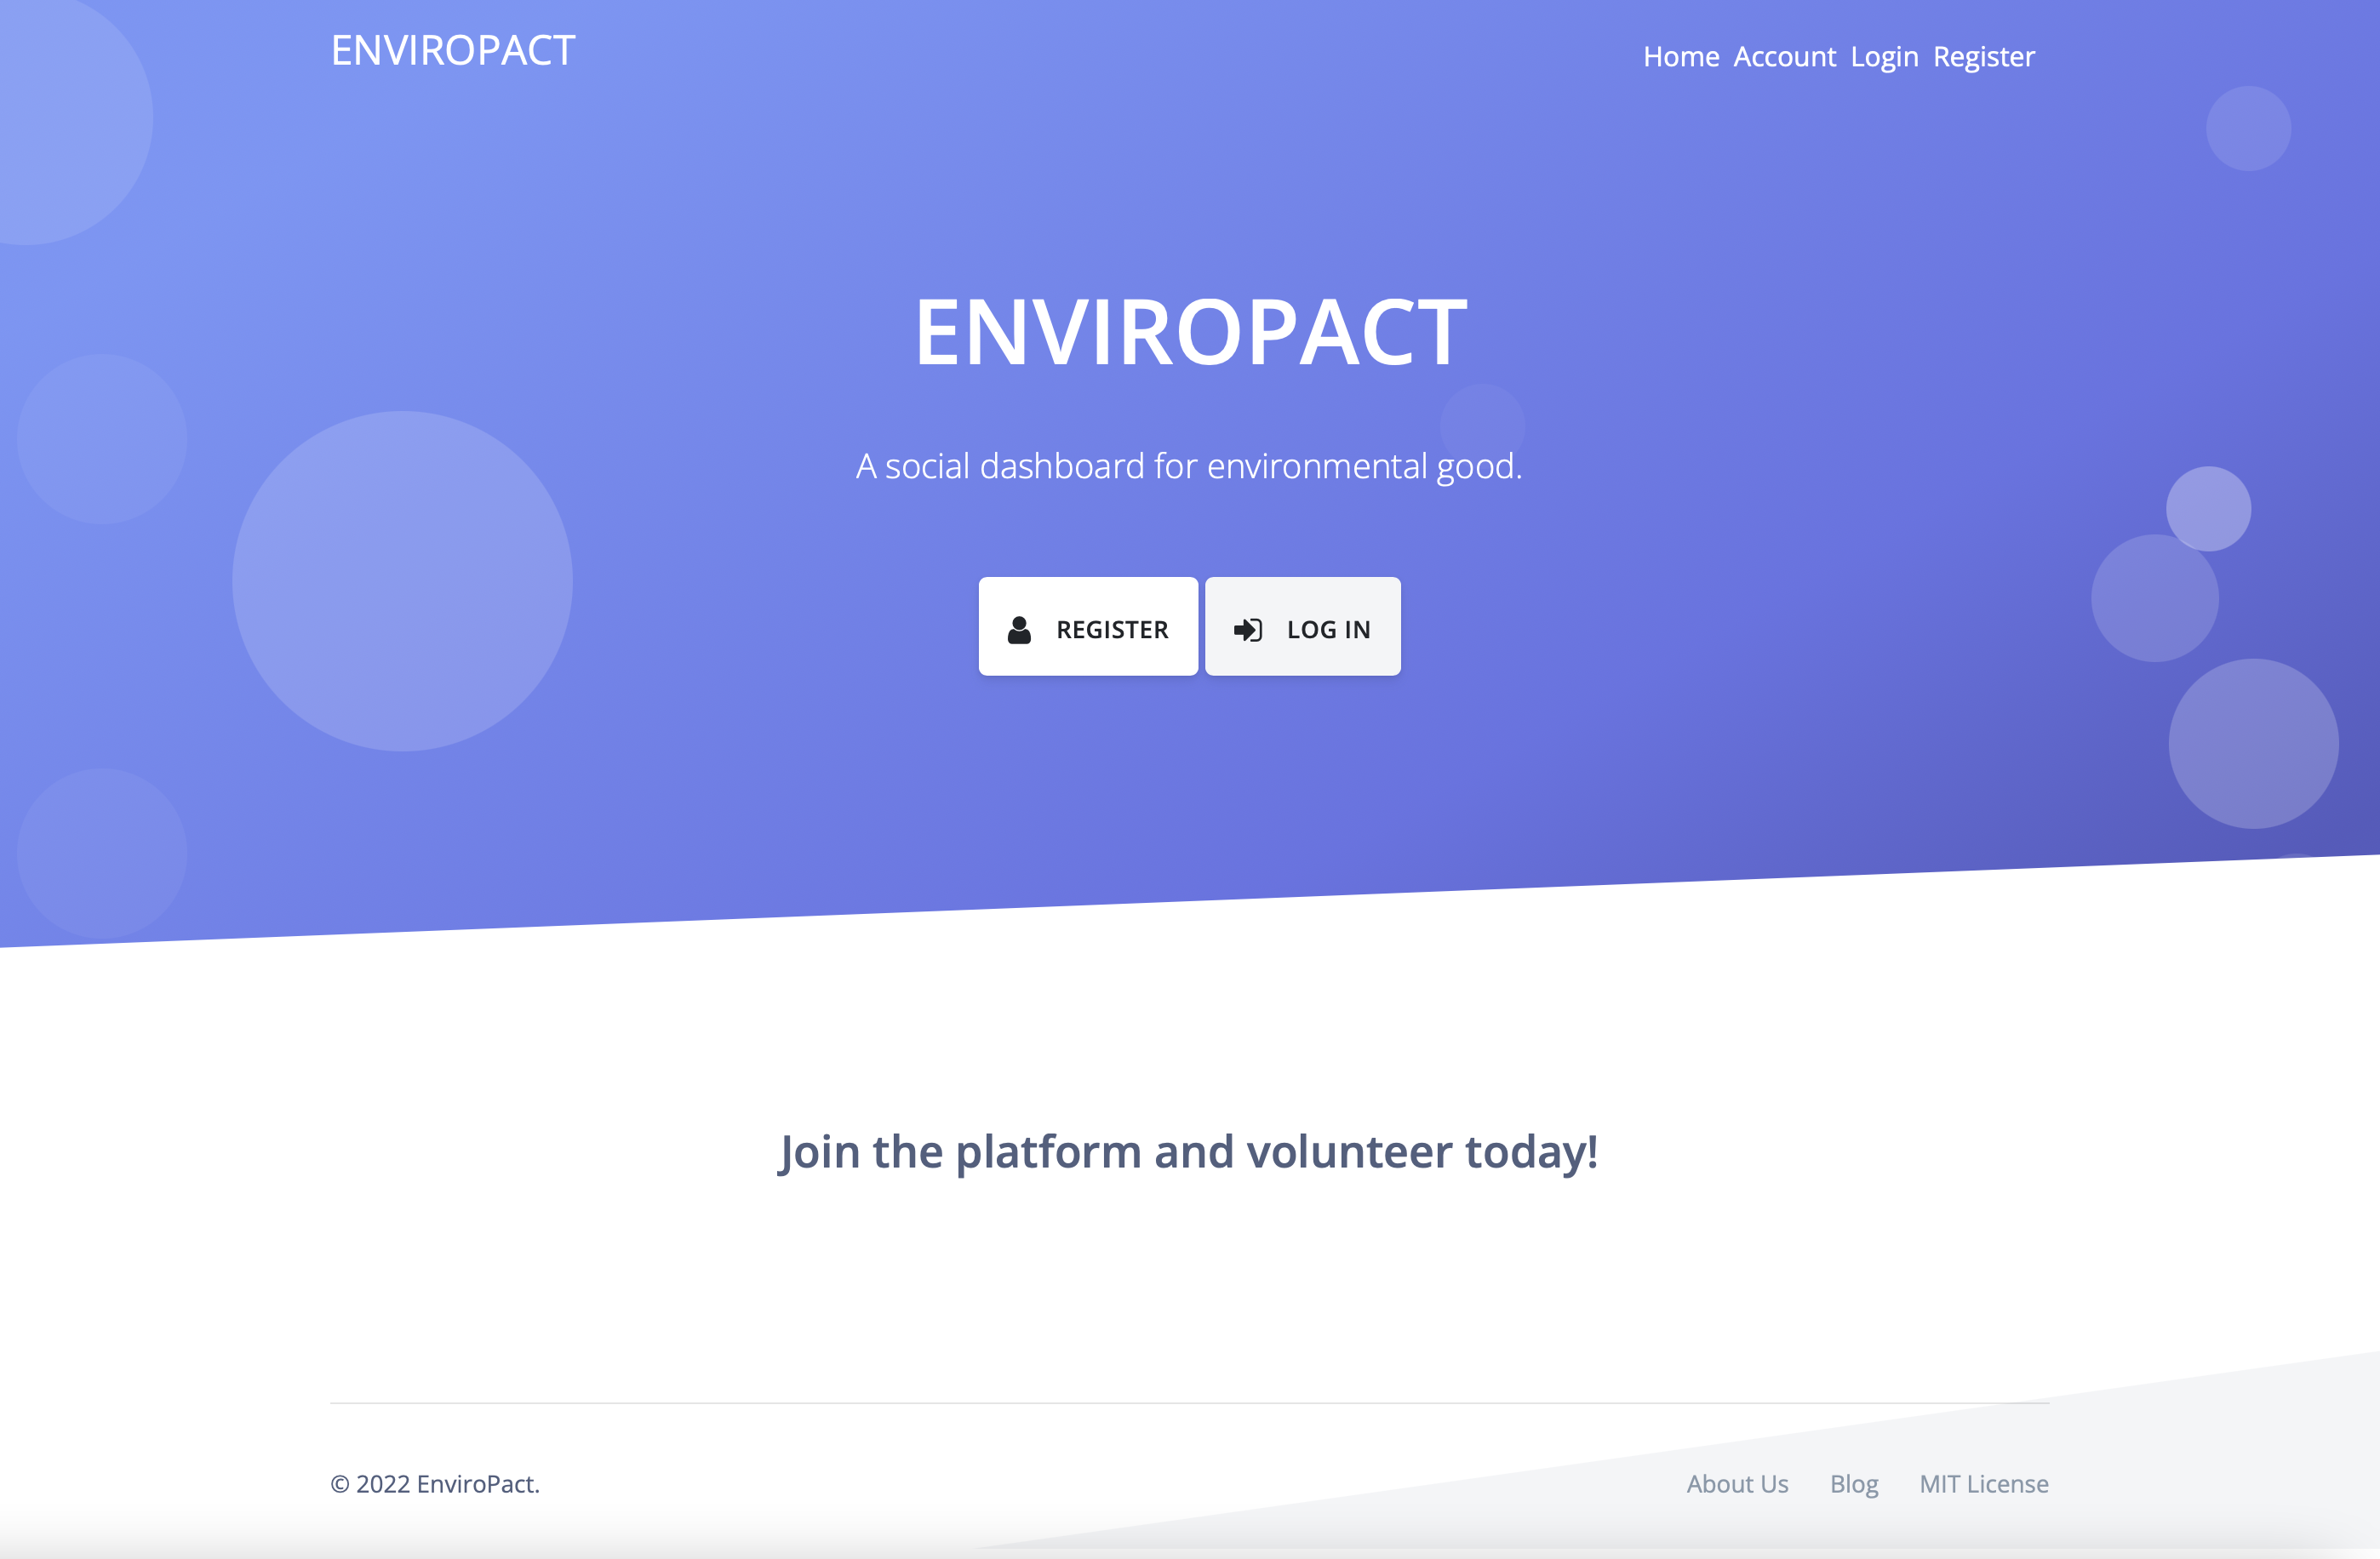 ENVIROPACT
Home Account Login Register
ENVIROPACT
A social dashboard for environmental good.
REGISTER
LOG IN
Join the platform and volunteer today!
© 2022 EnviroPact.
About Us Blog MIT License